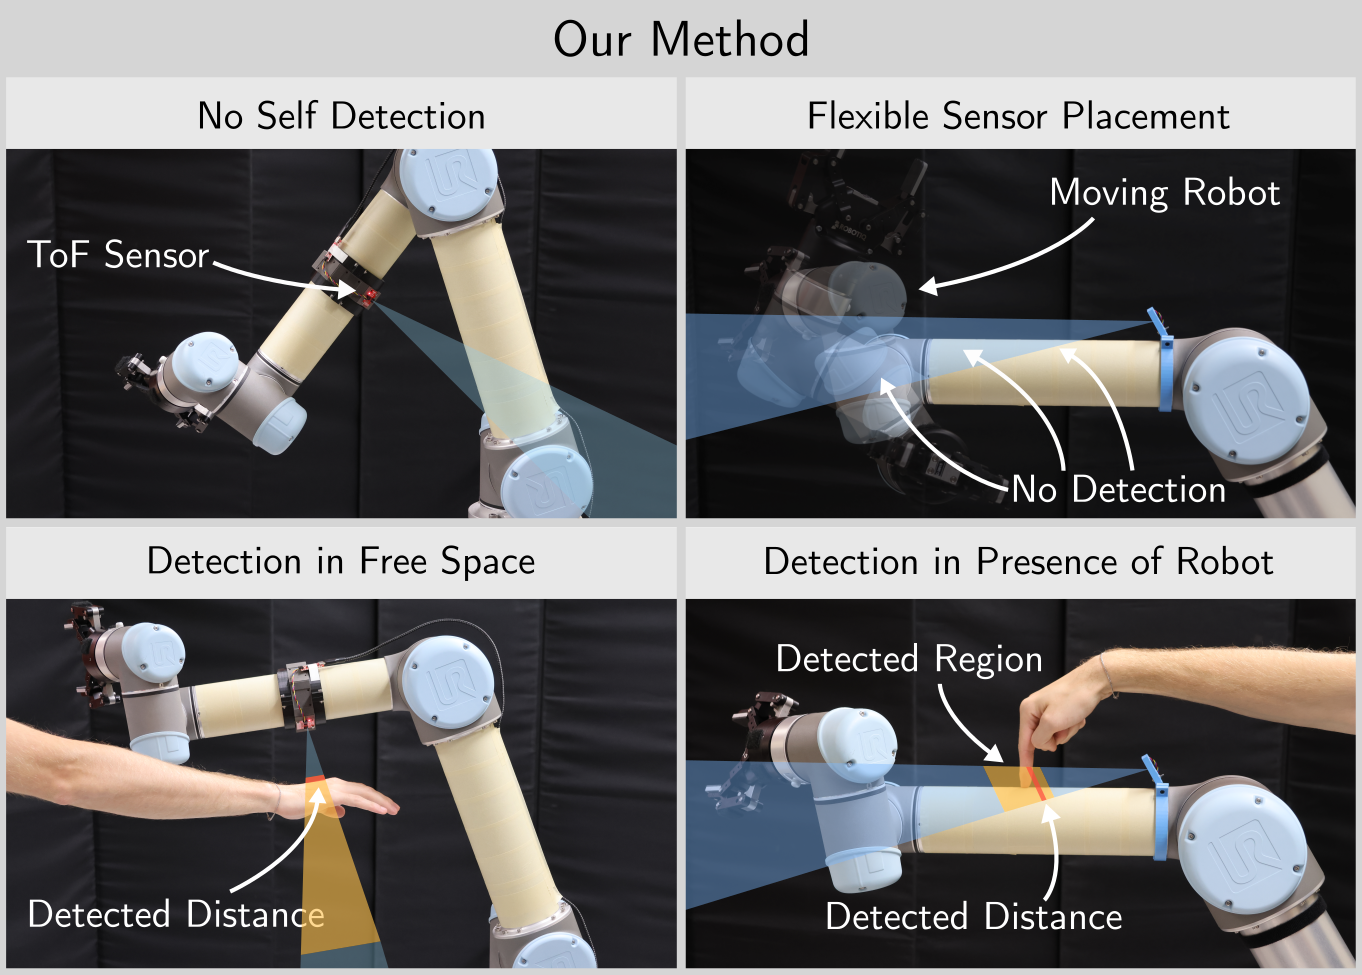 Our Method
No Self Detection
Flexible Sensor Placement
ToF Sensor
Moving Robot
No Detection
Detection in Free Space
Detection in Presence of Robot
Detected Distance
Detected Region
Detected Distance